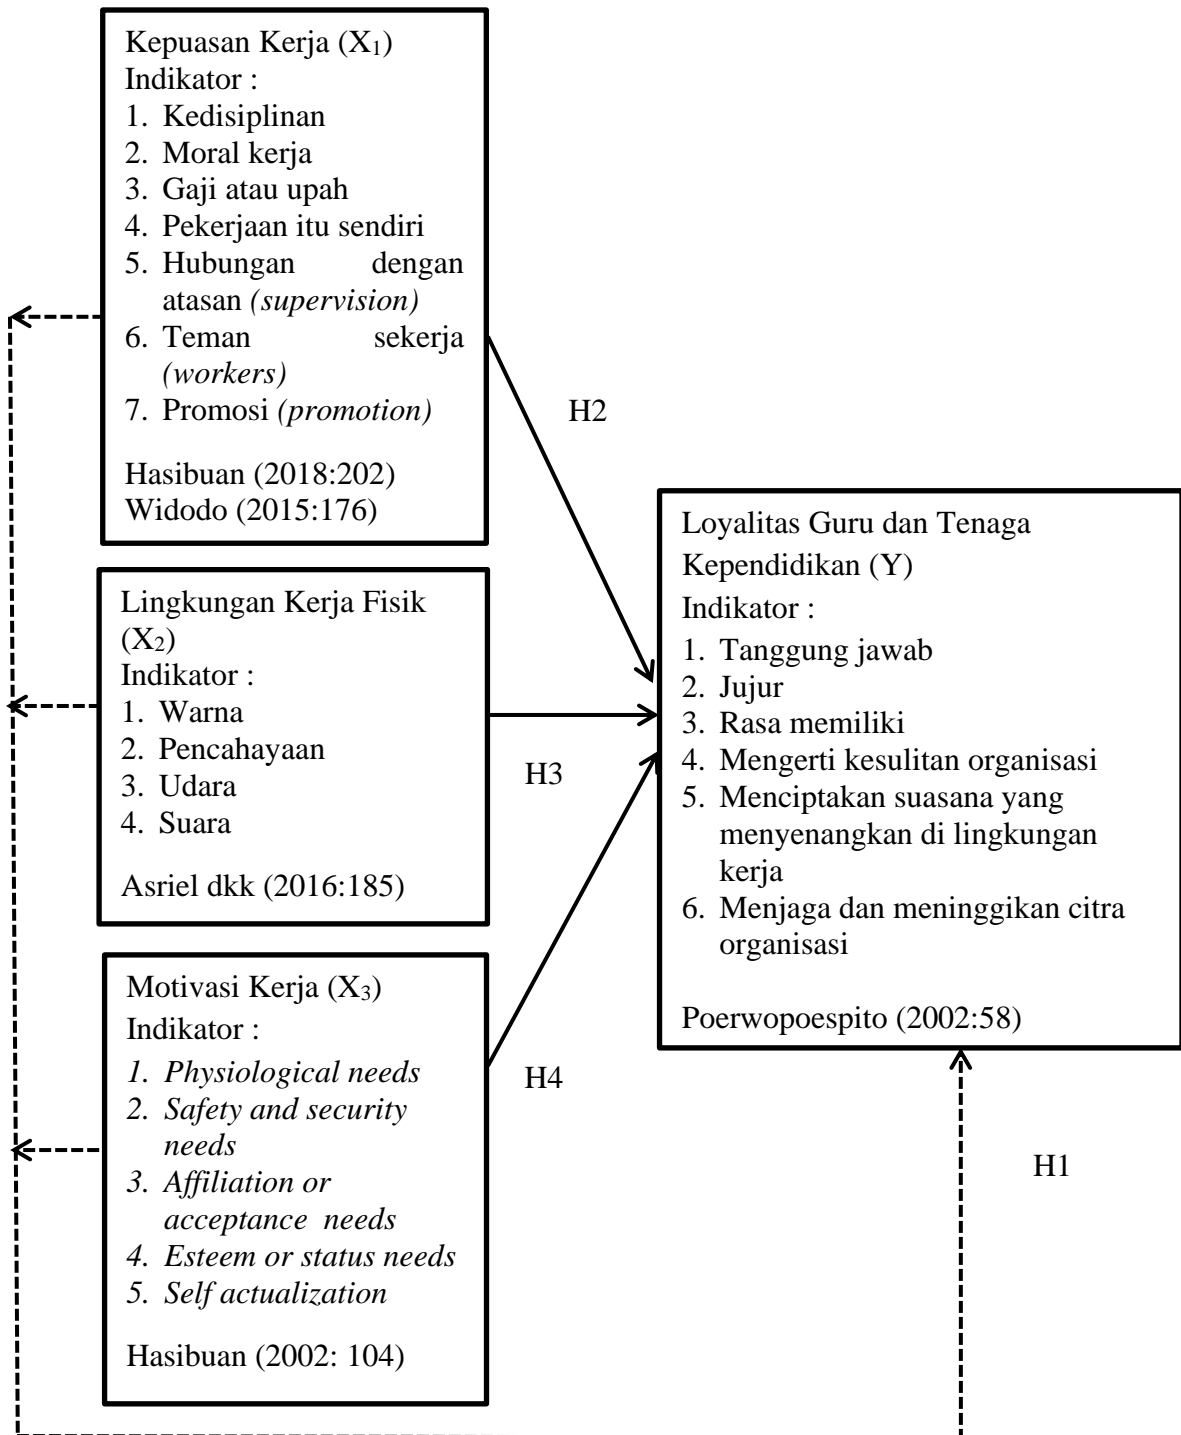 Kepuasan Kerja (X₁)
Indikator :
1. Kedisiplinan
2. Moral kerja
3. Gaji atau upah
4. Pekerjaan itu sendiri
5. Hubungan dengan
atasan (supervision)
6. Teman sekerja
(workers)
7. Promosi (promotion)
Hasibuan (2018:202)
Widodo (2015:176)
H2
Lingkungan Kerja Fisik
(X₂)
Indikator :
1. Warna
2. Pencahayaan
3. Udara
4. Suara
Asriel dkk (2016:185)
H3
Motivasi Kerja (X₃)
Indikator :
1. Physiological needs
2. Safety and security
needs
3. Affiliation or
acceptance needs
4. Esteem or status needs
5. Self actualization
Hasibuan (2002: 104)
H4
Loyalitas Guru dan Tenaga
Kependidikan (Y)
Indikator :
1. Tanggung jawab
2. Jujur
3. Rasa memiliki
4. Mengerti kesulitan organisasi
5. Menciptakan suasana yang
menyenangkan di lingkungan
kerja
6. Menjaga dan meninggikan citra
organisasi
Poerwopoespito (2002:58)
H1